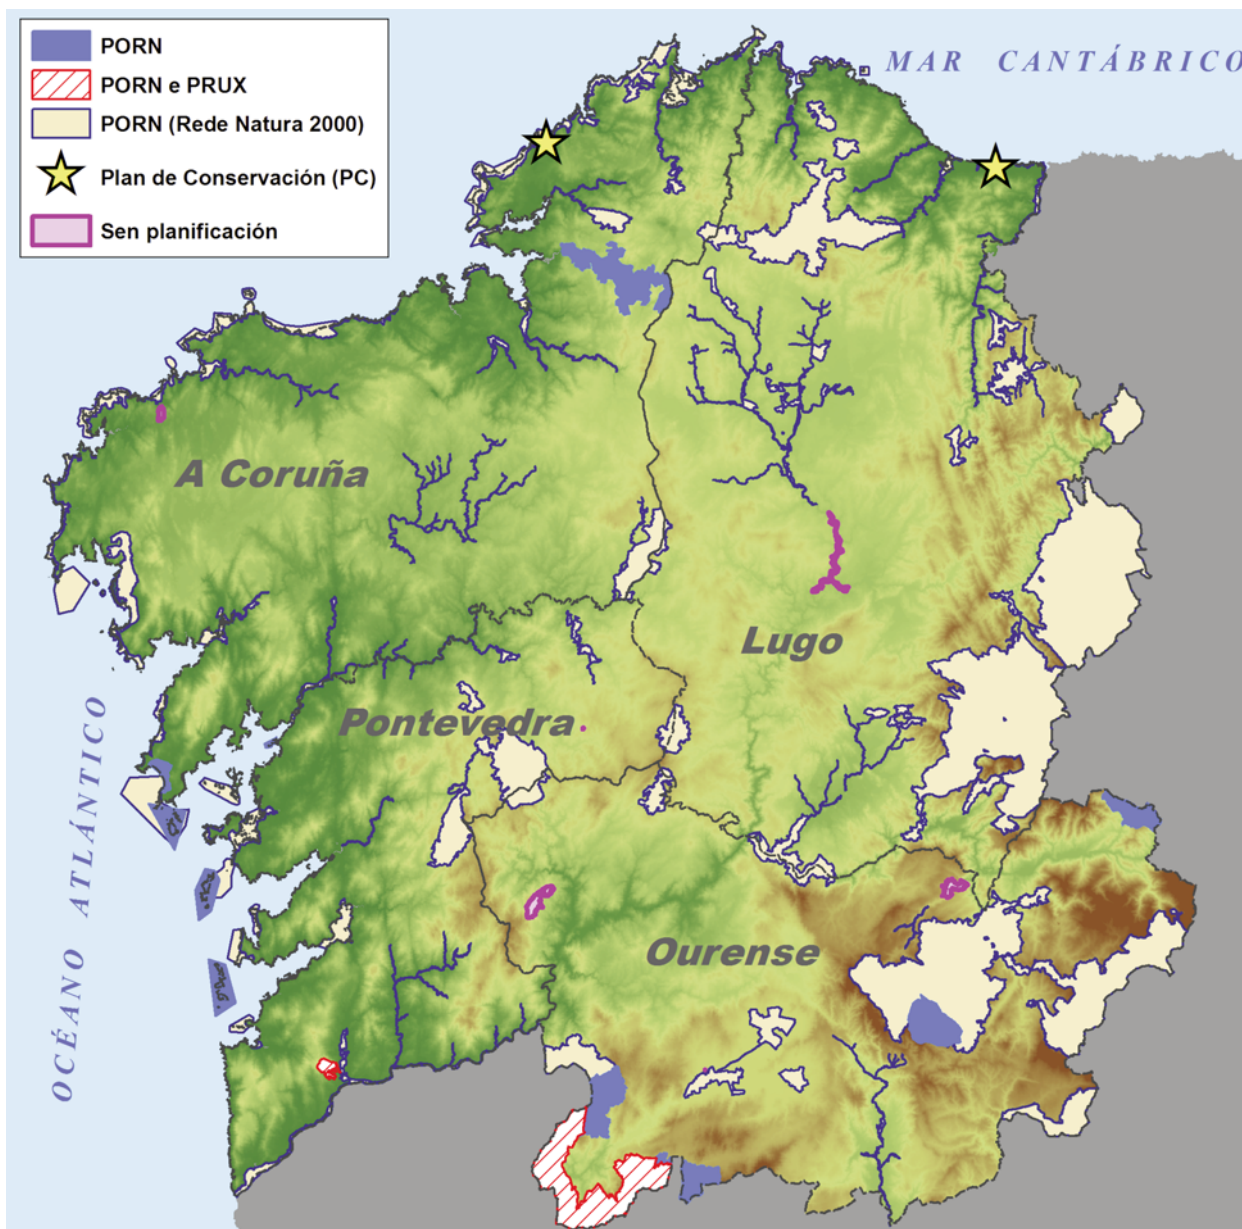 PORN
PORN e PRUX
PORN (Rede Natura 2000)
Plan de Conservación (PC)
Sen planificación
MAR CANTÁBRICO
A Coruña
Lugo
Pontevedra
Ourense
OCÉANO ATLÁNTICO